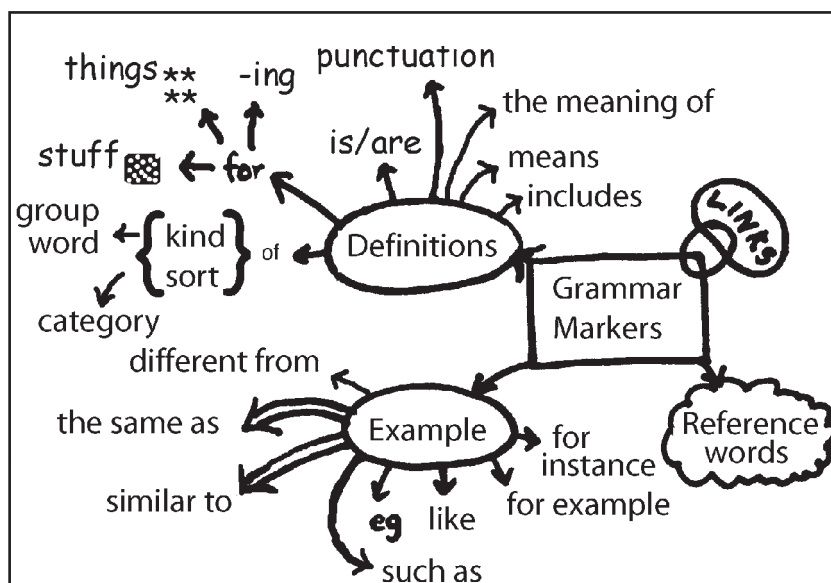 punctuation
things **
**
-ing
the meaning of
is/are
means
stuff
for
includes
group
word
{ kind
sort } of
Definitions
LINKS
category
Grammar
Markers
different from
the same as
Example
for
instance
Reference
words
similar to
for example
eg
like
such as